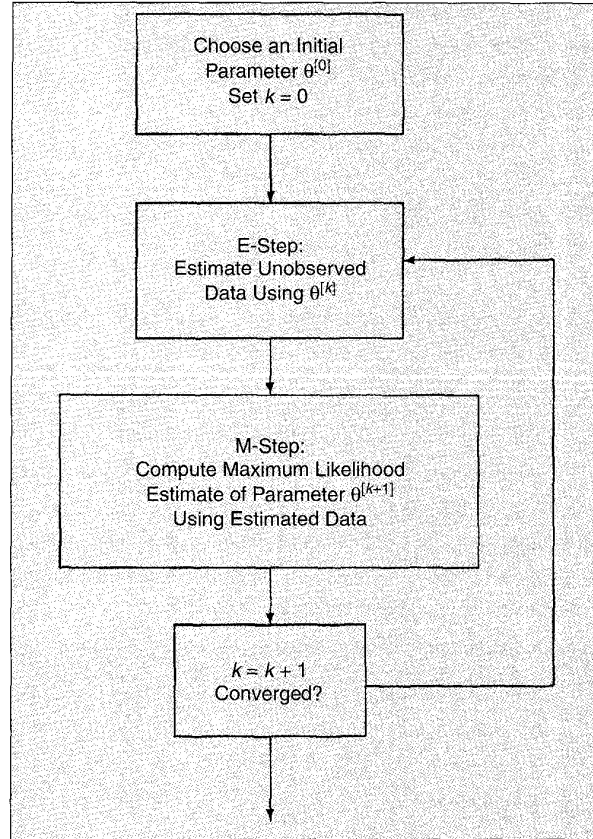 Choose an Initial
Parameter θ[0]
Set k = 0
E-Step:
Estimate Unobserved
Data Using θ[k]
M-Step:
Compute Maximum Likelihood
Estimate of Parameter θ[k+1]
Using Estimated Data
k = k + 1
Converged?